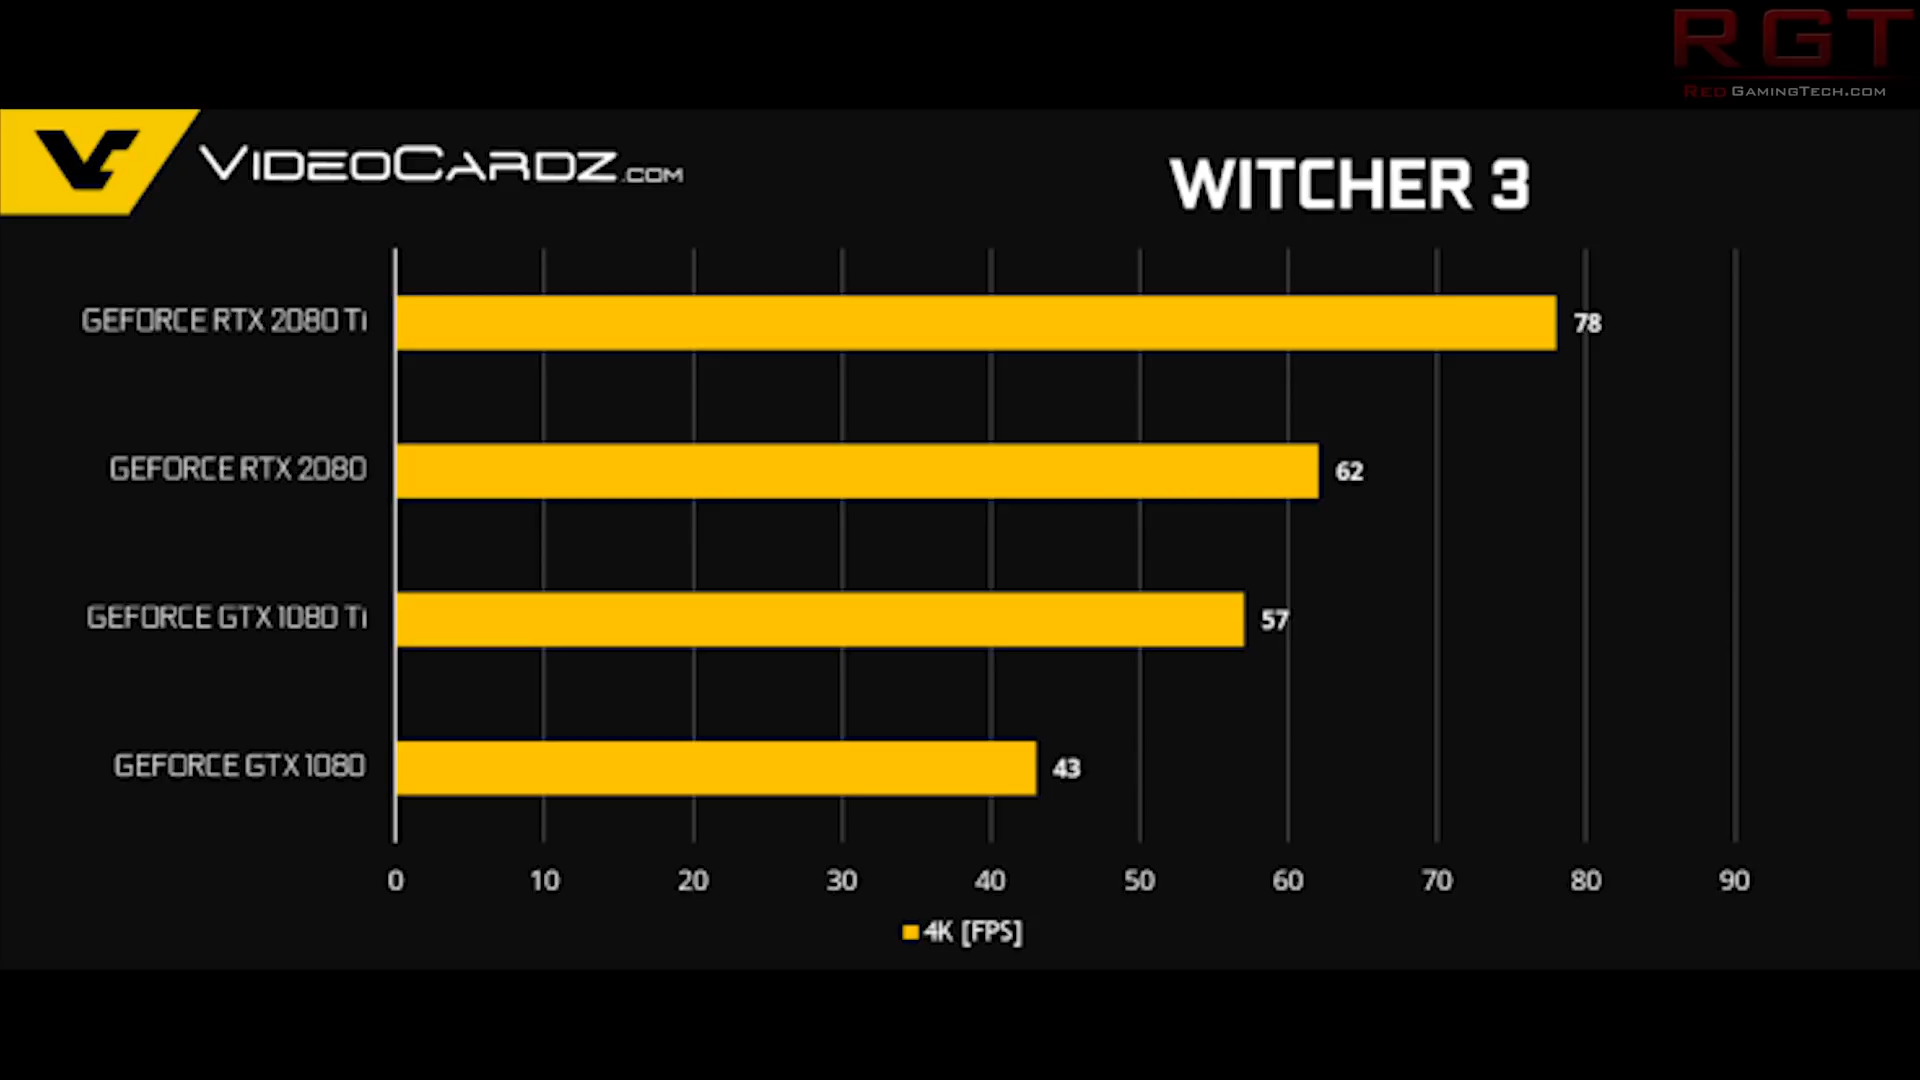 RGT
RED GAMINGTECH.COM
VIDEOCARDZ.COM
WITCHER 3
GEFORCE RTX 2080 Ti
78
GEFORCE RTX 2080
62
GEFORCE GTX 1080 Ti
57
GEFORCE GTX 1080
43
0 10 20 30 40 50 60 70 80 90
4K [FPS]